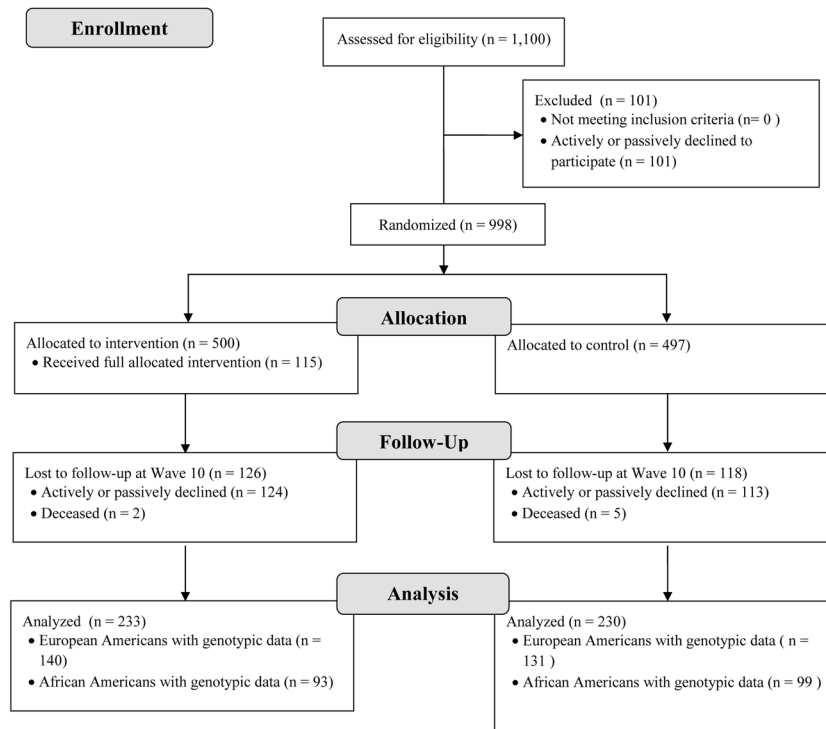 Enrollment
Assessed for eligibility (n = 1,100)
Excluded (n = 101)
• Not meeting inclusion criteria (n= 0 )
• Actively or passively declined to
participate (n = 101)
Randomized (n = 998)
Allocation
Allocated to intervention (n = 500)
• Received full allocated intervention (n = 115)
Allocated to control (n = 497)
Follow-Up
Lost to follow-up at Wave 10 (n = 126)
• Actively or passively declined (n = 124)
• Deceased (n = 2)
Lost to follow-up at Wave 10 (n = 118)
• Actively or passively declined (n = 113)
• Deceased (n = 5)
Analysis
Analyzed (n = 233)
• European Americans with genotypic data (n =
140)
• African Americans with genotypic data (n = 93)
Analyzed (n = 230)
• European Americans with genotypic data ( n =
131 )
• African Americans with genotypic data (n = 99 )